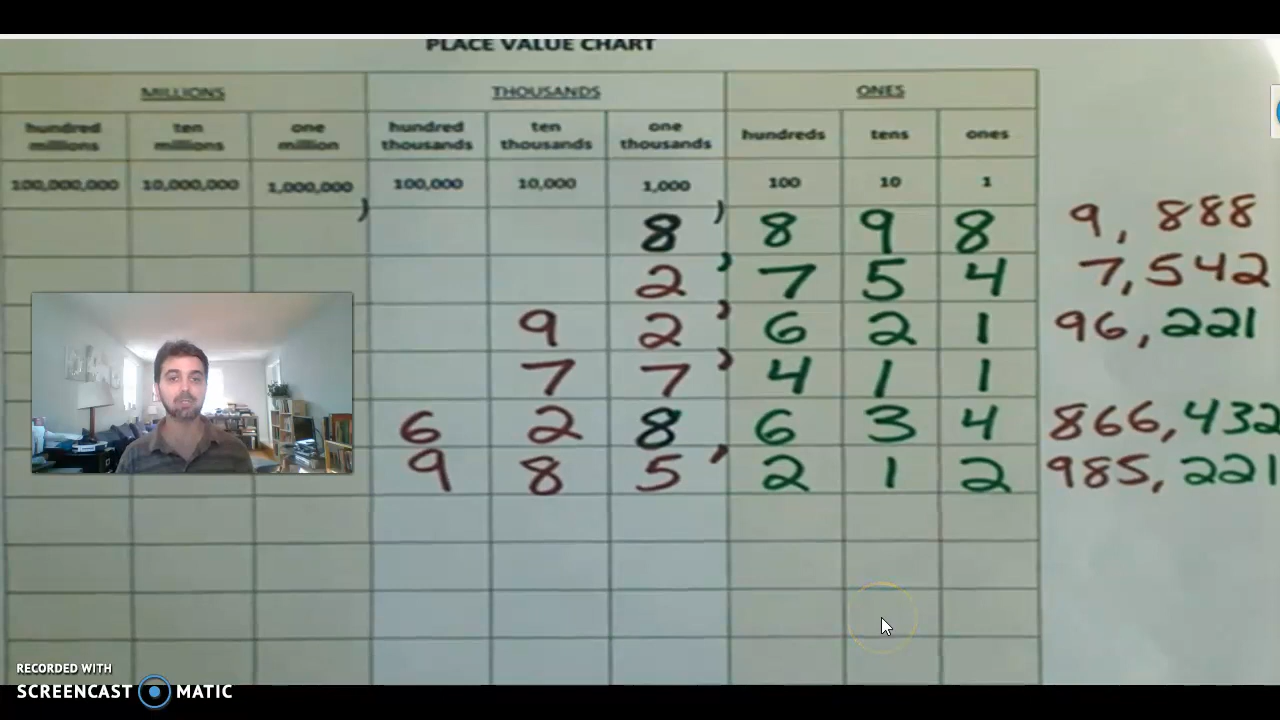 PLACE VALUE CHART
MILLIONS THOUSANDS ONES
hundred millions ten millions one million hundred thousands ten thousands one thousands hundreds tens ones
100,000,000 10,000,000 1,000,000 100,000 10,000 1,000 100 10 1
, 8 , 8 9 8 9, 888
2 , 7 5 4 7,542
9 2 , 6 2 1 96,221
7 7 , 4 1 1
6 2 8 6 3 4 866,432
9 8 5 , 2 1 2 985, 221
RECORDED WITH
SCREENCAST MATIC